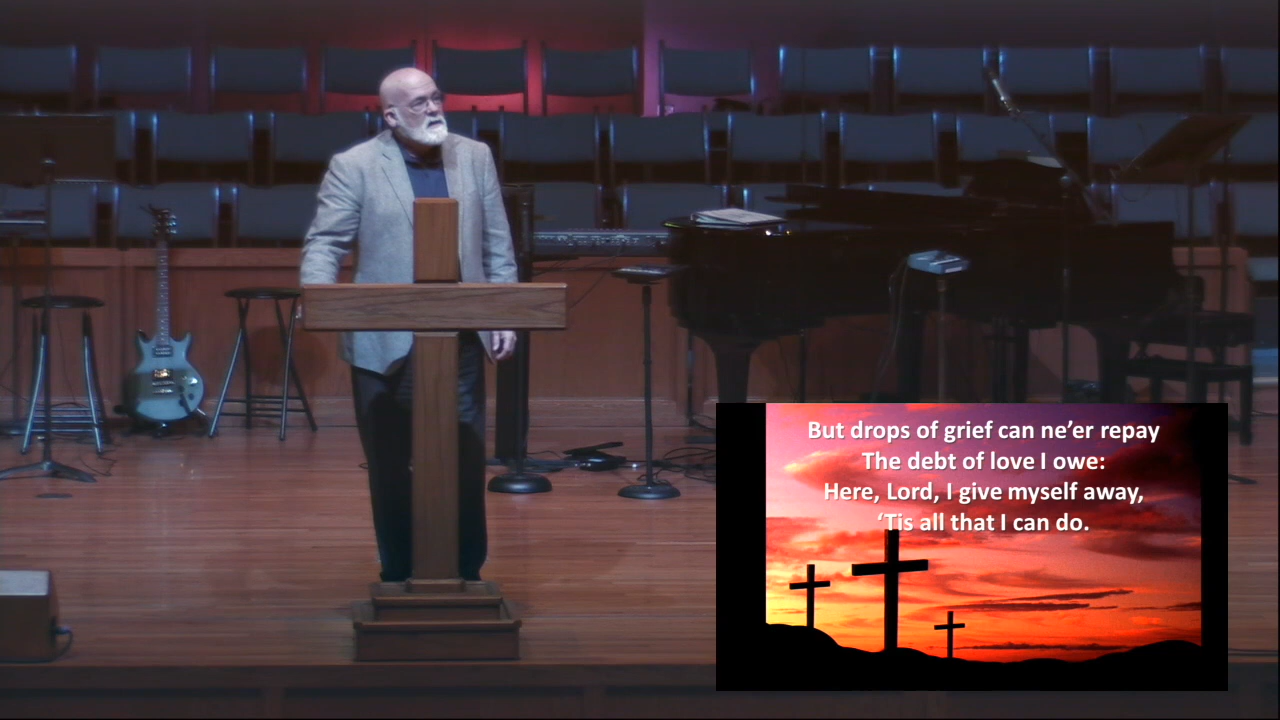 But drops of grief can ne’er repay
The debt of love I owe:
Here, Lord, I give myself away,
‘Tis all that I can do.